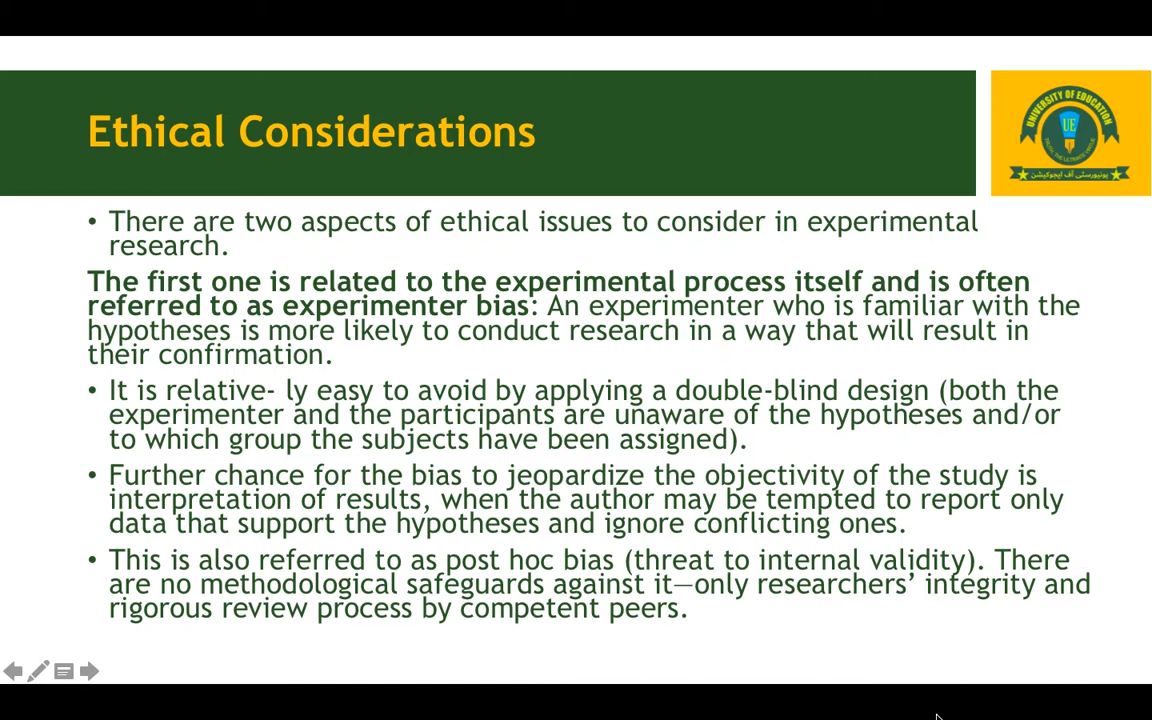 Ethical Considerations
UNIVERSITY OF EDUCATION
UE
یونیورسٹی آف ایجوکیشن
• There are two aspects of ethical issues to consider in experimental
research.
The first one is related to the experimental process itself and is often
referred to as experimenter bias: An experimenter who is familiar with the
hypotheses is more likely to conduct research in a way that will result in
their confirmation.
• It is relative- ly easy to avoid by applying a double-blind design (both the
experimenter and the participants are unaware of the hypotheses and/or
to which group the subjects have been assigned).
• Further chance for the bias to jeopardize the objectivity of the study is
interpretation of results, when the author may be tempted to report only
data that support the hypotheses and ignore conflicting ones.
• This is also referred to as post hoc bias (threat to internal validity). There
are no methodological safeguards against it—only researchers’ integrity and
rigorous review process by competent peers.